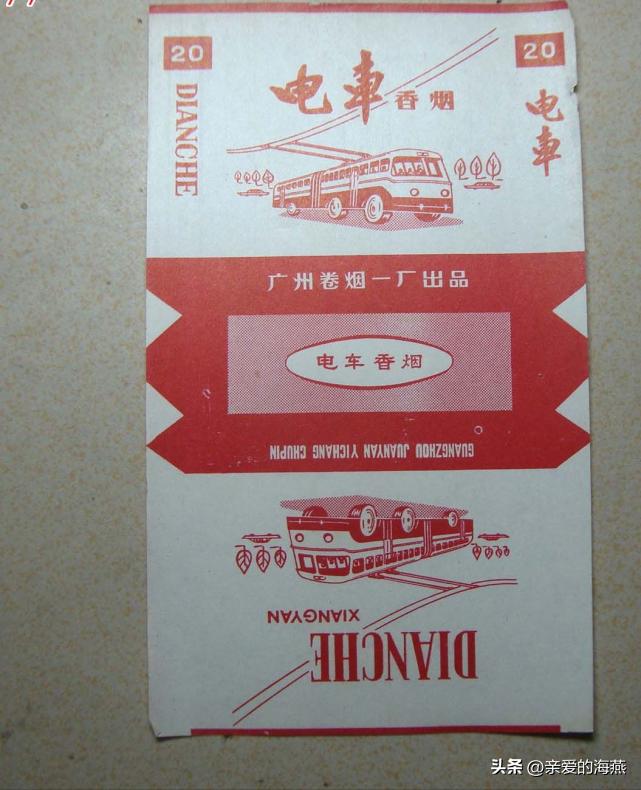 20
20
DIANCHE
电車香烟
电車
广州卷烟一厂出品
电车香烟
GUANGZHOU JUANYAN YICHANG CHUPIN
XIANGYAN
DIANCHE
头条 @亲爱的海燕